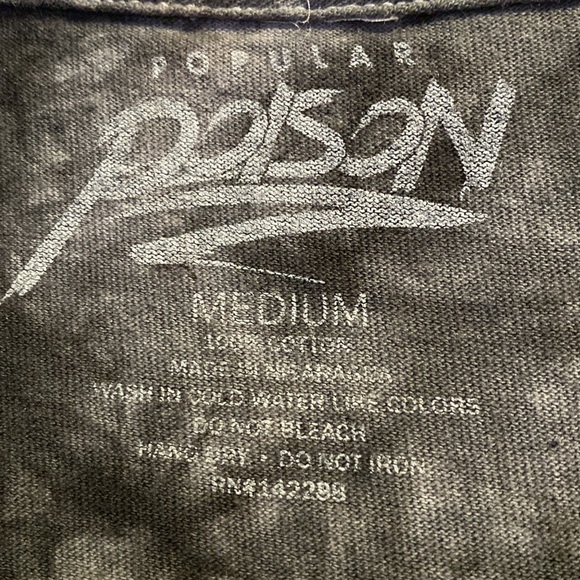 POPULAR
POISON
MEDIUM
100% COTTON
MADE IN NICARAGUA
WASH IN COLD WATER LIKE COLORS
DO NOT BLEACH
HANG DRY • DO NOT IRON
RN#142298